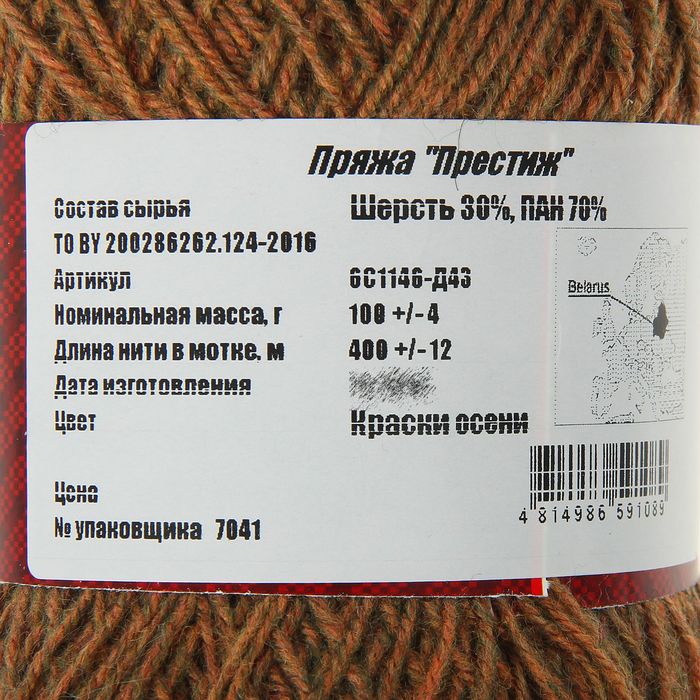 Пряжа "Престиж"
Состав сырья Шерсть 30%, ПАН 70%
ТО BY 200286262.124-2016
Артикул 6С1146-Д43
Номинальная масса, г 100 +/-4
Длина нити в мотке, м 400 +/-12
Дата изготовления
Цвет Краски осени
Цена
№ упаковщика 7041
Belarus
4 814986 591089